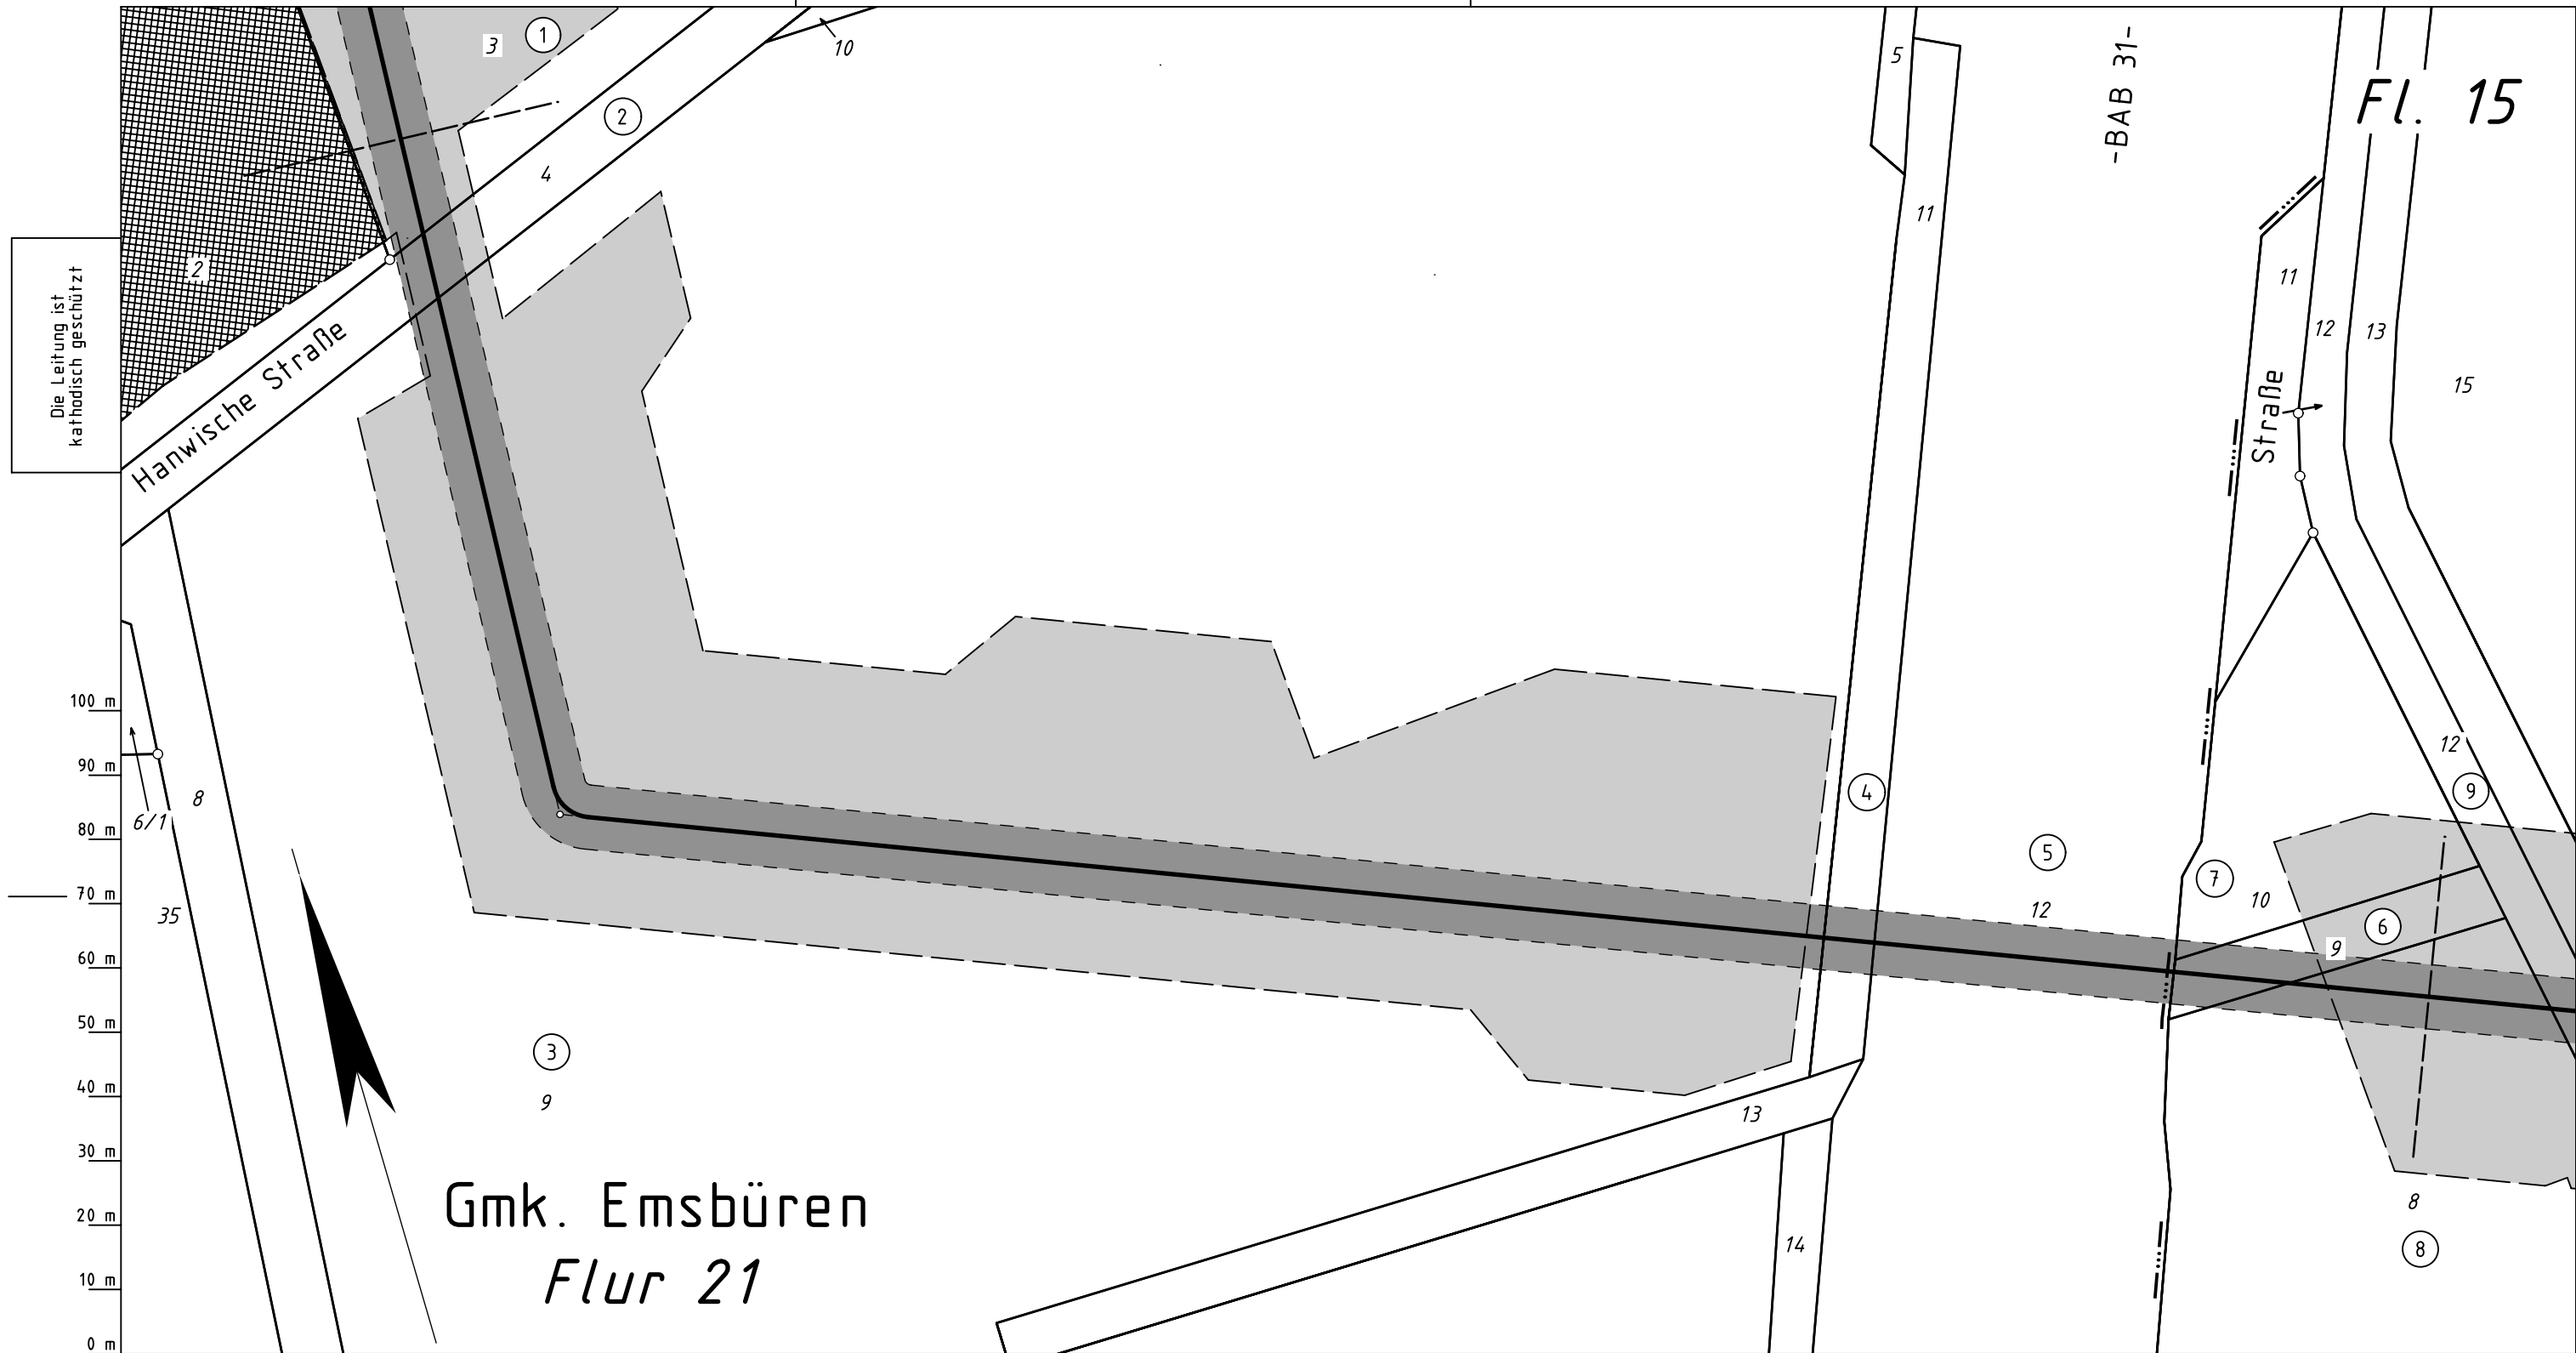 3
1
10
2
4
5
-BAB 31-
Fl. 15
11
2
Die Leitung ist
kathodisch geschützt
Hanwische Straße
11
12
13
15
Straße
100 m
90 m
80 m
70 m
60 m
50 m
40 m
30 m
20 m
10 m
0 m
8
6/1
35
4
5
12
7
10
12
9
6
9
3
9
13
14
8
8
Gmk. Emsbüren
Flur 21